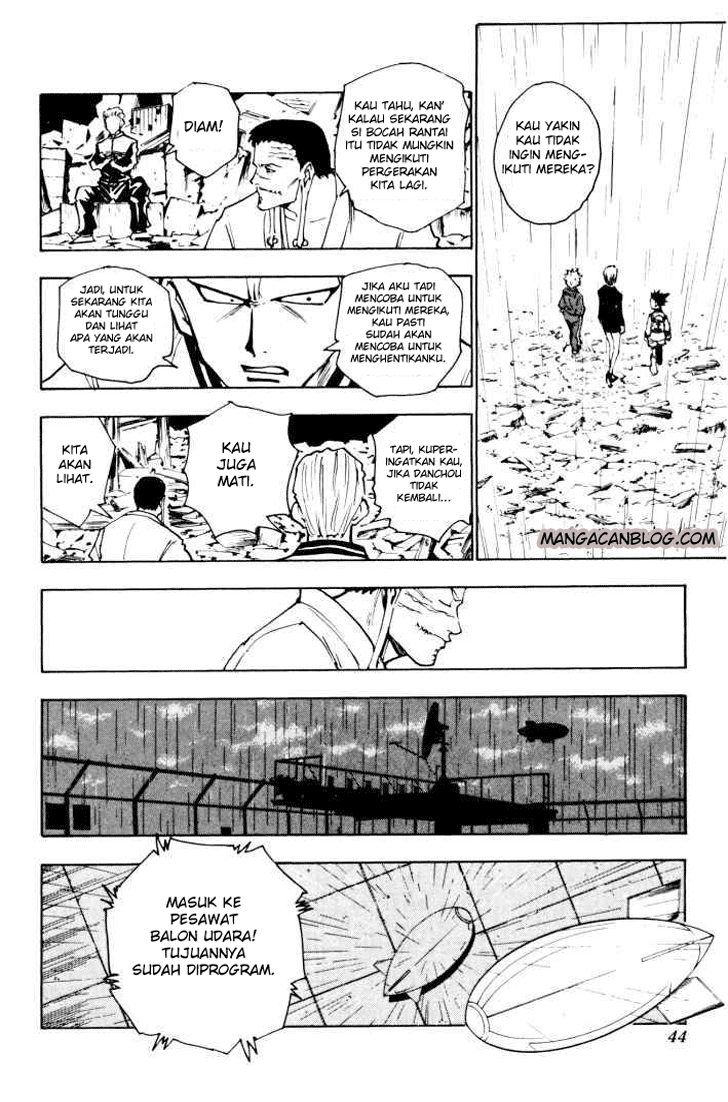 KAU YAKIN
KAU TIDAK
INGIN MENG-
IKUTI MEREKA?
KAU TAHU, KAN'
KALAU SEKARANG
SI BOCAH RANTAI
ITU TIDAK MUNGKIN
MENGIKUTI
PERGERAKAN
KITA LAGI.
DIAM!
JIKA AKU TADI
MENCOBA UNTUK
MENGIKUTI MEREKA,
KAU PASTI
SUDAH AKAN
MENCOBA UNTUK
MENGHENTIKANKU.
JADI, UNTUK
SEKARANG KITA
AKAN TUNGGU
DAN LIHAT
APA YANG AKAN
TERJADI.
TAPI, KUPER-
INGATKAN KAU,
JIKA DANCHOU
TIDAK
KEMBALI...
KAU
JUGA
MATI.
KITA
AKAN
LIHAT.
MANGACANBLOG.COM
MASUK KE
PESAWAT
BALON UDARA!
TUJUANNYA
SUDAH DIPROGRAM.
44